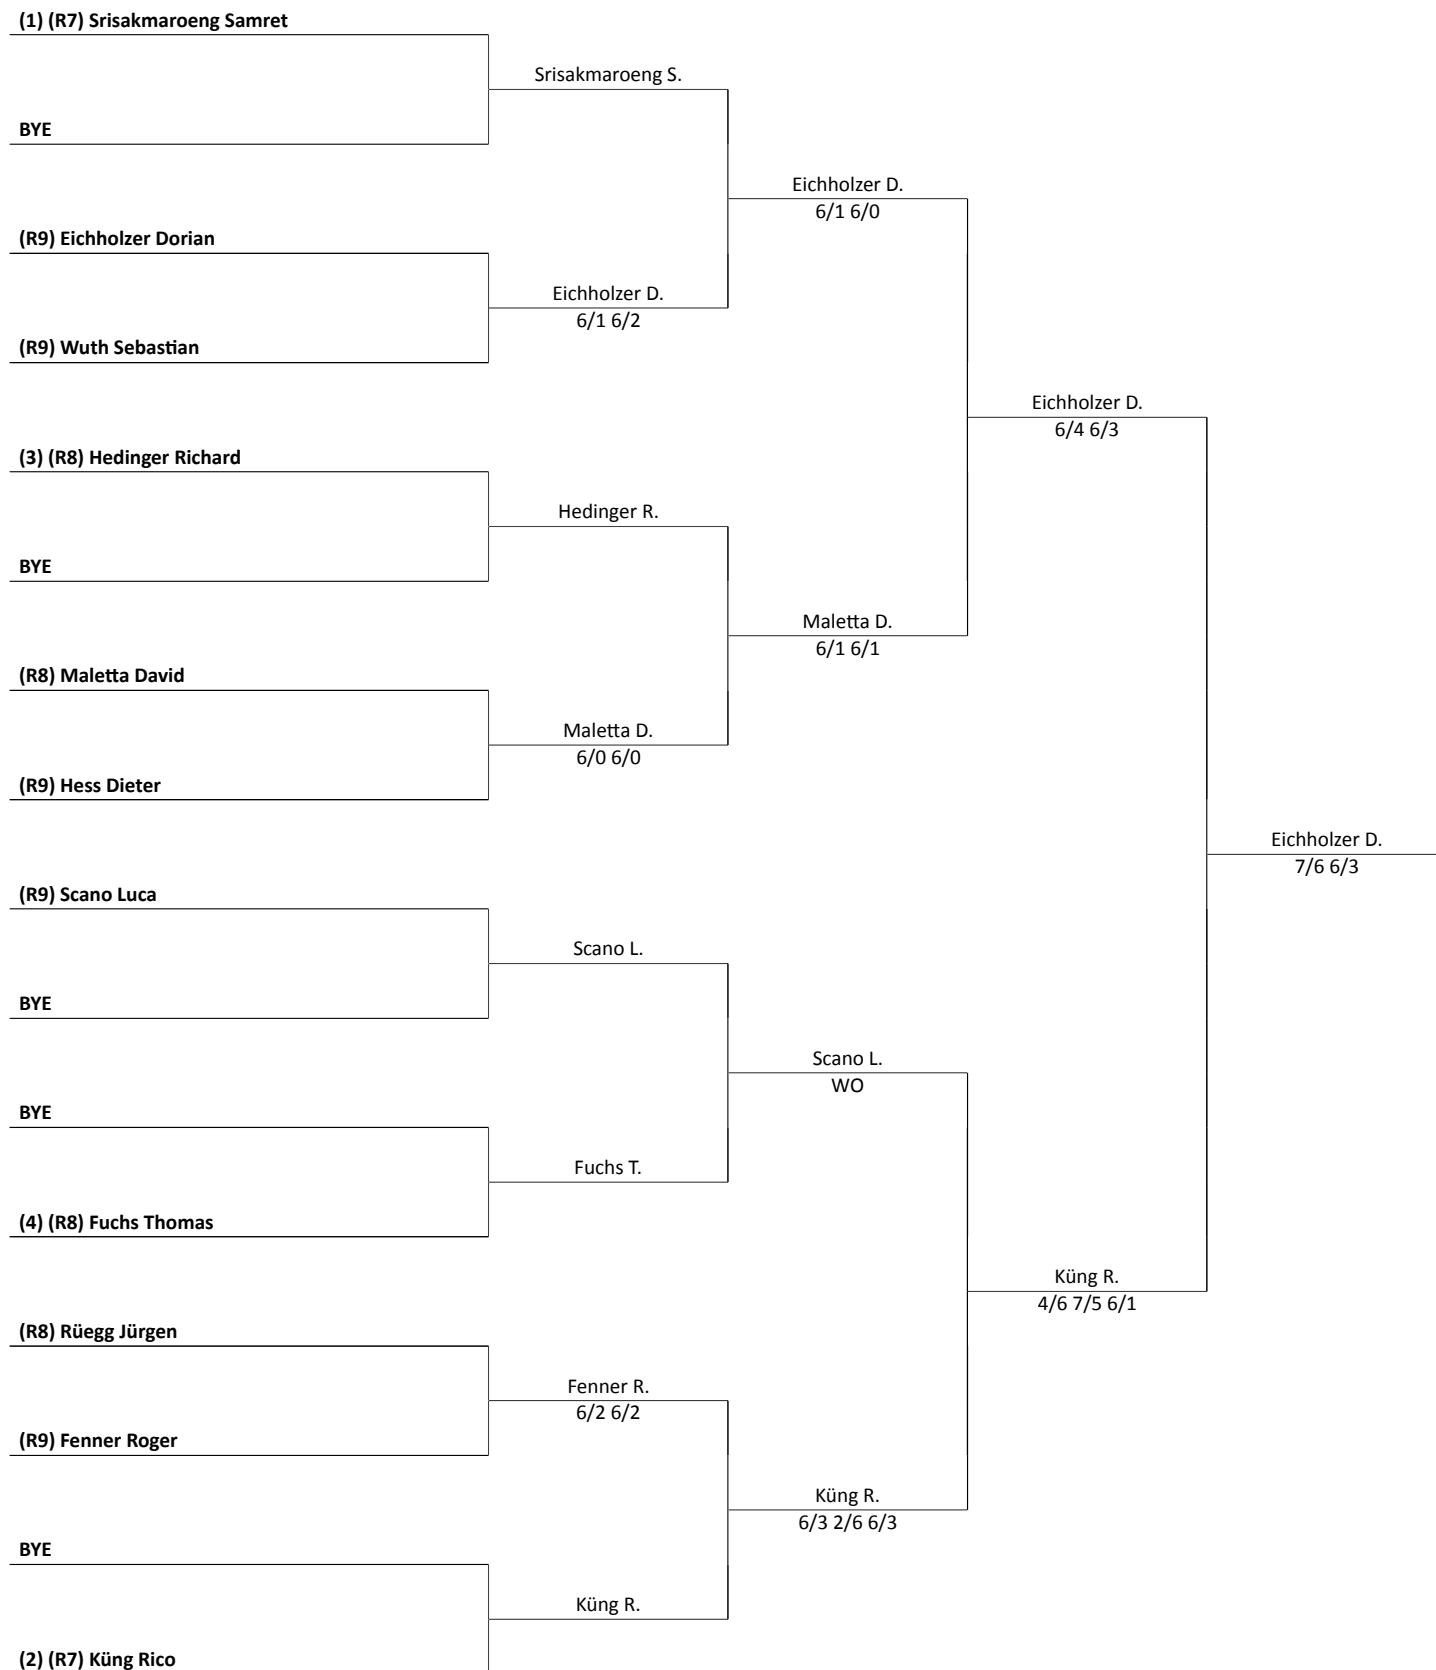 (1) (R7) Srisakmaroeng Samret
Srisakmaroeng S.
BYE
Eichholzer D.
6/1 6/0
(R9) Eichholzer Dorian
Eichholzer D.
6/1 6/2
(R9) Wuth Sebastian
Eichholzer D.
6/4 6/3
(3) (R8) Hedinger Richard
Hedinger R.
BYE
Maletta D.
6/1 6/1
(R8) Maletta David
Maletta D.
6/0 6/0
(R9) Hess Dieter
Eichholzer D.
7/6 6/3
(R9) Scano Luca
Scano L.
BYE
Scano L.
WO
BYE
Fuchs T.
(4) (R8) Fuchs Thomas
Küng R.
4/6 7/5 6/1
(R8) Rüegg Jürgen
Fenner R.
6/2 6/2
(R9) Fenner Roger
Küng R.
6/3 2/6 6/3
BYE
Küng R.
(2) (R7) Küng Rico